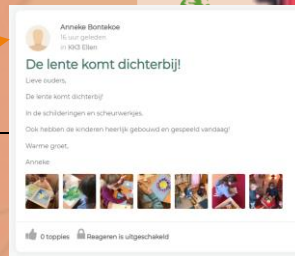 Anneke Bontekoe
16 uur geleden
in KKB Ellen
De lente komt dichterbij!
Lieve ouders,
De lente komt dichterbij!
In de schilderingen en scheurwerkjes.
Ook hebben de kinderen heerlijk gebouwd en gespeeld vandaag!
Warme groet,
Anneke
0 toppies Reageren is uitgeschakeld